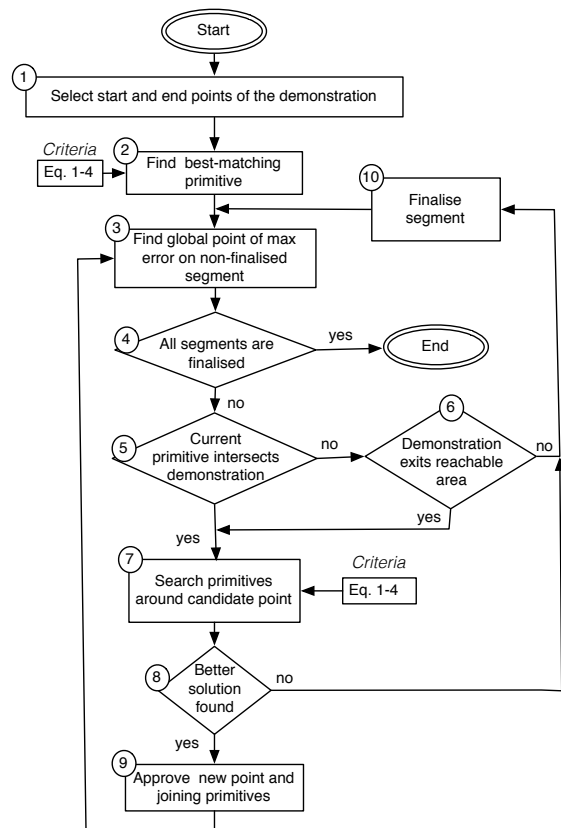 Start
1
Select start and end points of the demonstration
Criteria
Eq. 1-4
2
Find best-matching
primitive
10
Finalise
segment
3
Find global point of max
error on non-finalised
segment
4
All segments are
finalised
yes
End
no
5
Current
primitive intersects
demonstration
no
6
Demonstration
exits reachable
area
no
yes
yes
7
Search primitives
around candidate point
Criteria
Eq. 1-4
8
Better
solution
found
no
yes
9
Approve new point and
joining primitives